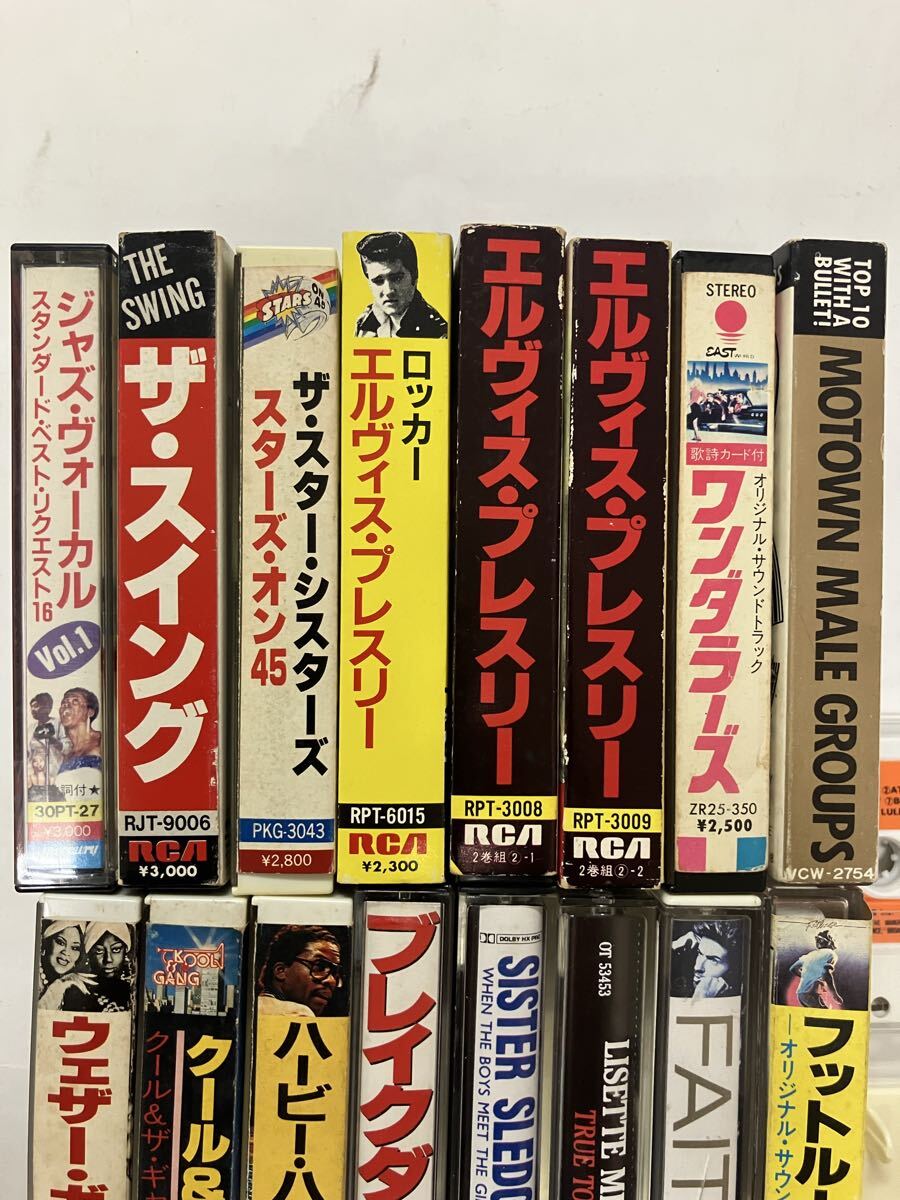 ジャズ・ヴォーカル
スタンダード・ベスト・リクエスト16
Vol.1
詞付★
30PT-27
¥3,000
THE
SWING
ザ・スイング
RJT-9006
RCA
¥3,000
STARS
ON
45
ザ・スター・シスターズ
スターズ・オン45
PKG-3043
¥2,800
ロッカー
エルヴィス・プレスリー
RPT-6015
RCA
¥2,300
エルヴィス・プレスリー
RPT-3008
RCA
2巻組②-1
エルヴィス・プレスリー
RPT-3009
RCA
2巻組②-2
STEREO
EAST WORLD
歌詩カード付
オリジナル・サウンドトラック
ワンダラーズ
ZR25-350
¥2,500
TOP 10
WITH A
BULLET!
MOTOWN MALE GROUPS
VCW-2754
ウェザー・ガ
KOOL
&
GANG
クール&
クール&ザ・ギャ
ハービー・ハ
ブレイクダ
DOLBY HX PRO
SISTER SLEDG
WHEN THE BOYS MEET THE GI
OT 53453
LISETTE ME
TRUE TO
FAIT
フットル
―オリジナル・サウン
②AT
LULL